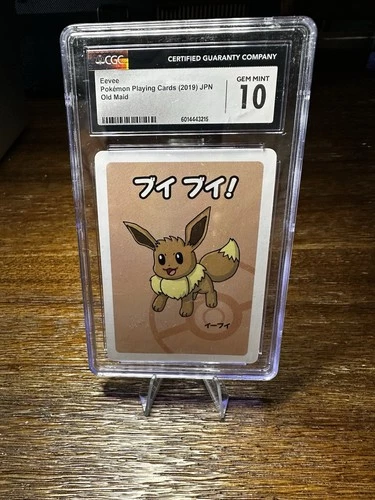 CGC
CERTIFIED GUARANTY COMPANY
Eevee
Pokémon Playing Cards (2019) JPN
Old Maid
GEM MINT
10
6014443215
ブイ ブイ!
イーブイ